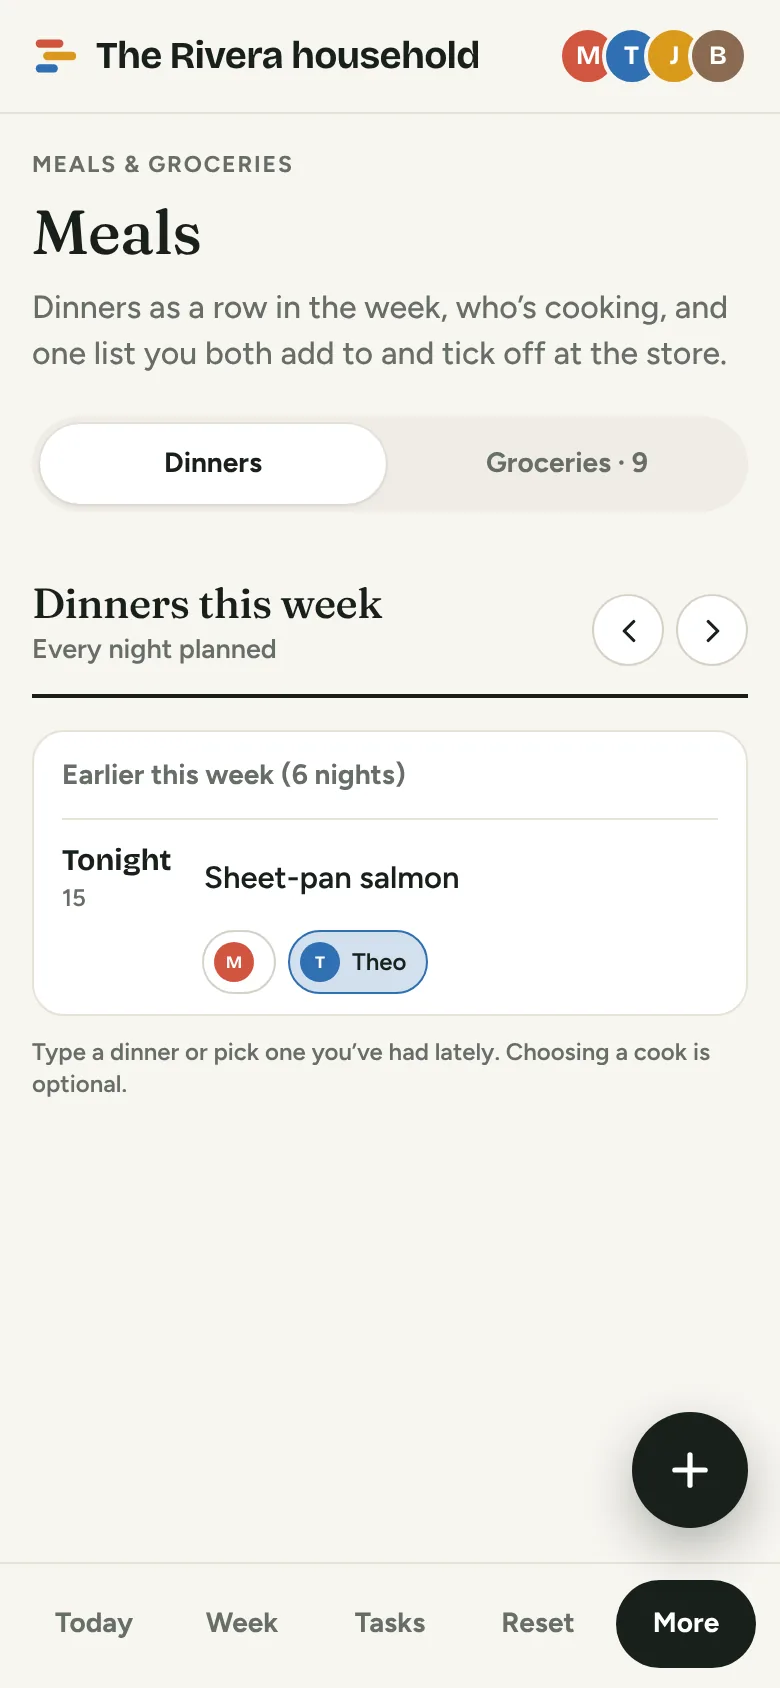 The Rivera household
M T J B
MEALS & GROCERIES
Meals
Dinners as a row in the week, who’s cooking, and
one list you both add to and tick off at the store.
Dinners
Groceries · 9
Dinners this week
Every night planned
Earlier this week (6 nights)
Tonight
15
Sheet-pan salmon
M
T Theo
Type a dinner or pick one you’ve had lately. Choosing a cook is
optional.
Today Week Tasks Reset More